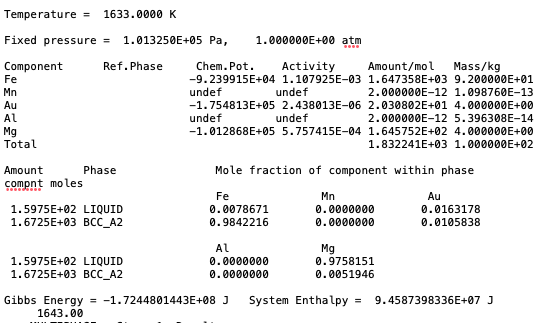 Temperature =  1633.0000 K
Fixed pressure =  1.013250E+05 Pa,    1.000000E+00 atm
Component      Ref.Phase     Chem.Pot.   Activity    Amount/mol  Mass/kg
Fe                          -9.239915E+04 1.107925E-03 1.647358E+03 9.200000E+01
Mn                          undef        undef       2.000000E-12 1.098760E-13
Au                          -1.754813E+05 2.438013E-06 2.030802E+01 4.000000E+00
Al                          undef        undef       2.000000E-12 5.396308E-14
Mg                          -1.012868E+05 5.757415E-04 1.645752E+02 4.000000E+00
Total                                                1.832241E+03 1.000000E+02
Amount      Phase               Mole fraction of component within phase
compnt moles
Fe             Mn             Au
1.5975E+02 LIQUID             0.0078671      0.0000000      0.0163178
1.6725E+03 BCC_A2             0.9842216      0.0000000      0.0105838
Al             Mg
1.5975E+02 LIQUID             0.0000000      0.9758151
1.6725E+03 BCC_A2             0.0000000      0.0051946
Gibbs Energy = -1.7244801443E+08 J   System Enthalpy =  9.4587398336E+07 J
1643.00